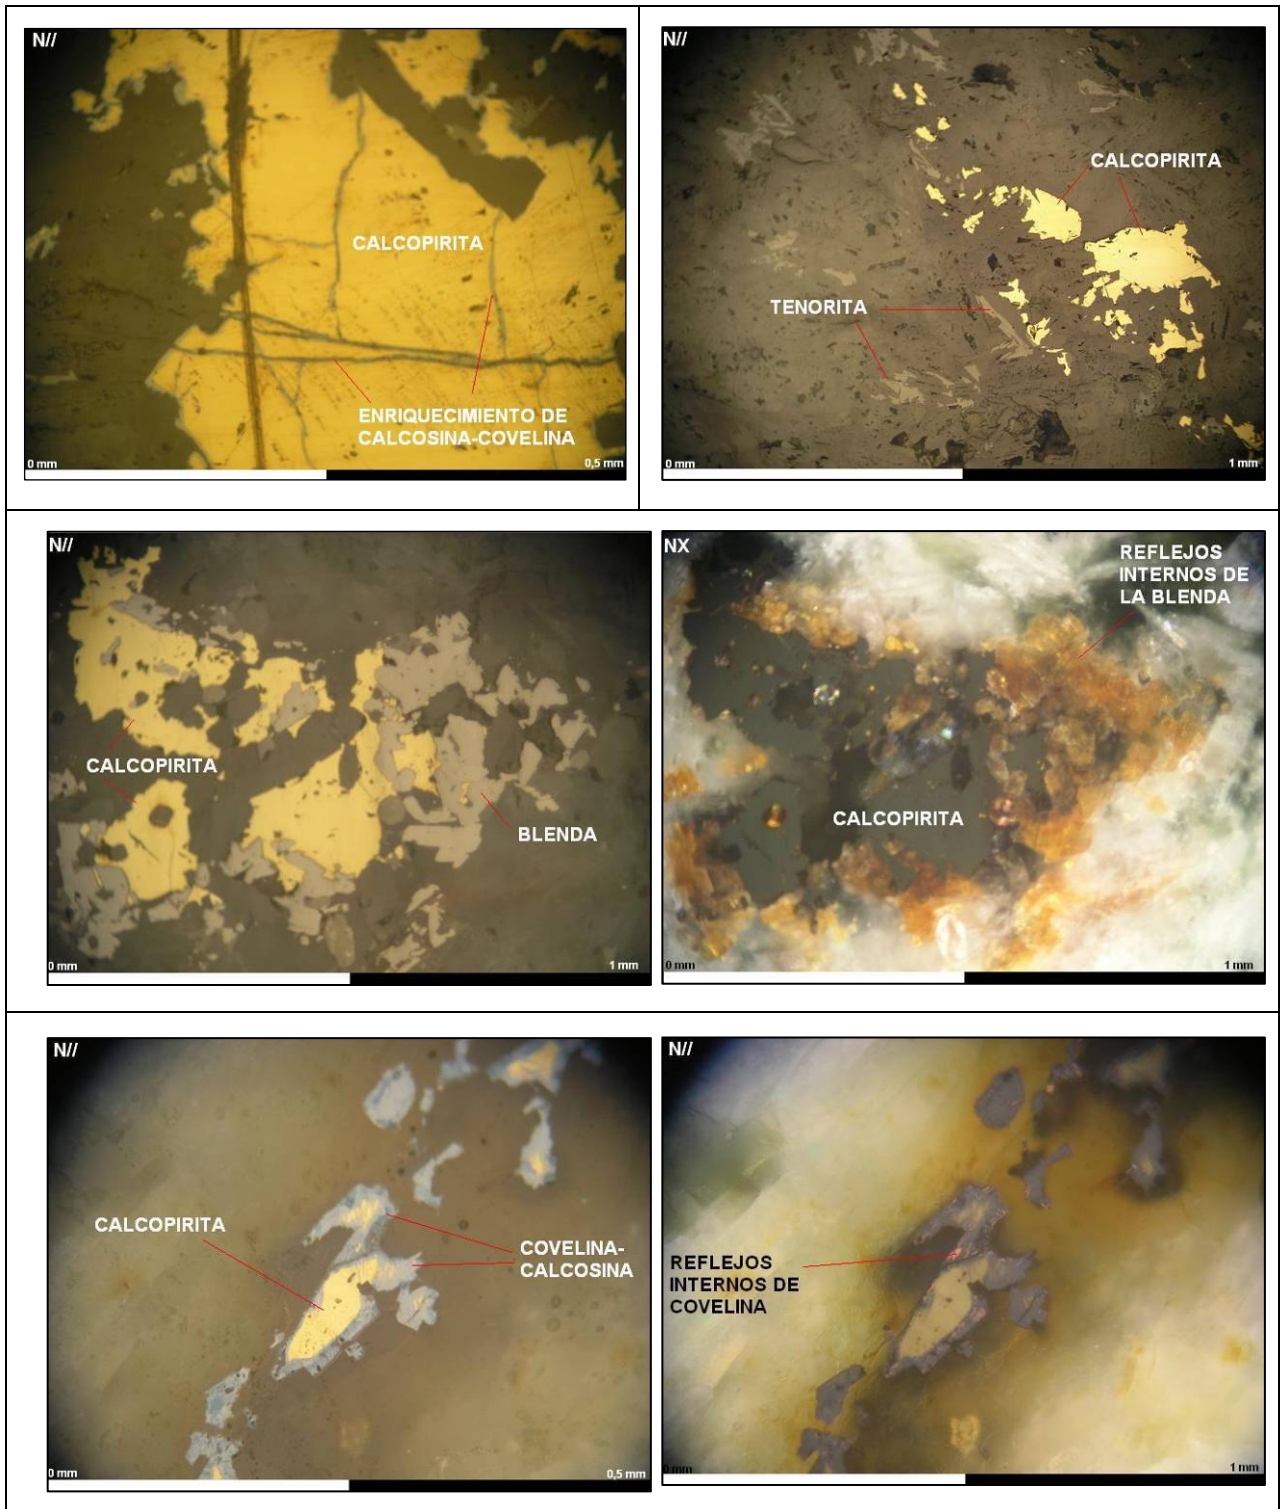 N//
CALCOPIRITA
ENRIQUECIMIENTO DE
CALCOSINA-COVELINA
0 mm
0,5 mm
N//
CALCOPIRITA
TENORITA
0 mm
1 mm
N//
CALCOPIRITA
BLENDA
0 mm
1 mm
NX
REFLEJOS
INTERNOS DE
LA BLENDA
CALCOPIRITA
0 mm
1 mm
N//
CALCOPIRITA
COVELINA-
CALCOSINA
0 mm
0,5 mm
N//
REFLEJOS
INTERNOS DE
COVELINA
0 mm
1 mm